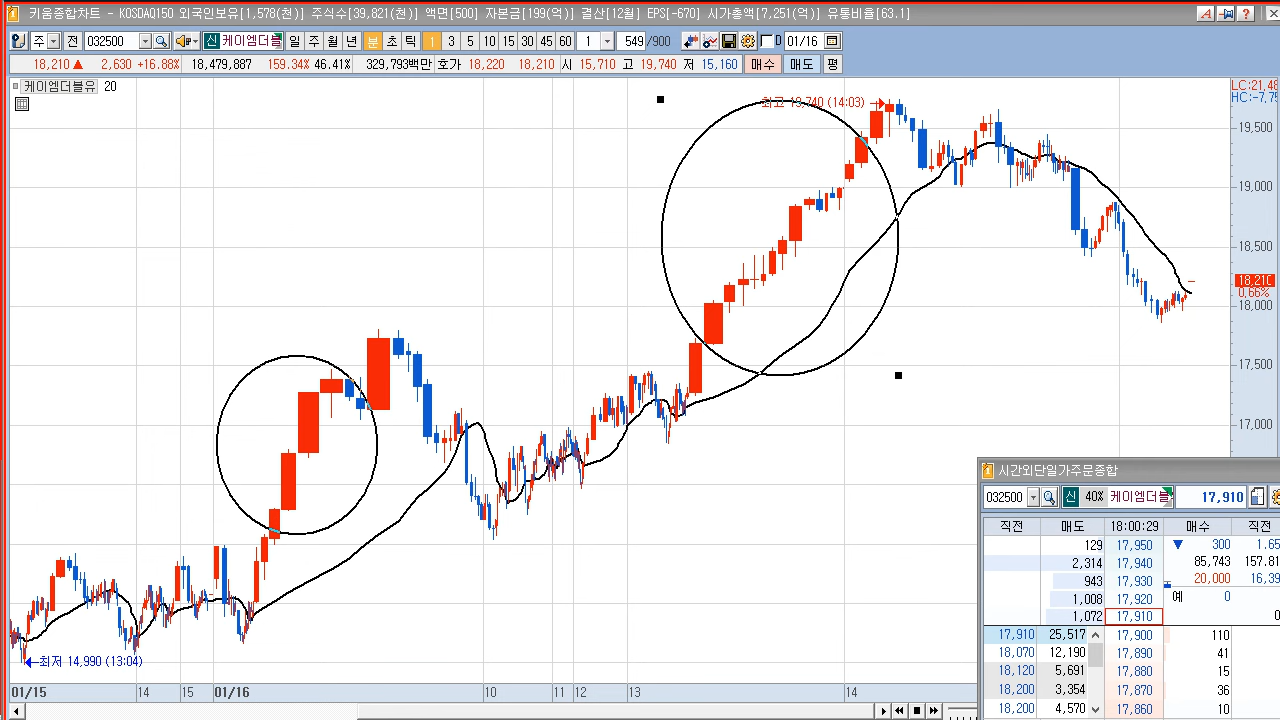 키움종합차트 - KOSDAQ150 외국인보유[1,578(천)] 주식수[39,821(천)] 액면[500] 자본금[199(억)] 결산[12월] EPS[-670] 시가총액[7,251(억)] 유통비율[63.1]
주 전 032500 신 케이엠더블 일 주 월 년 분 초 틱 1 3 5 10 15 30 45 60 1 549 /900 D 01/16
18,210 ▲ 2,630 +16.88% 18,479,887 159.34% 46.41% 329,793백만 호가 18,220 18,210 시 15,710 고 19,740 저 15,160 매수 매도 평
케이엠더블유 20
최고 19,740 (14:03)
LC:21.48
HC:-7.75
19,500
19,000
18,500
18,210
0.66%
18,000
17,500
17,000
최저 14,990 (13:04)
01/15 14 15 01/16 10 11 12 13 14
시간외단일가주문종합
032500 신 40% 케이엠더블 17,910
직전 매도 18:00:29 매수 직전
129 17,950 ▼ 300 1.65
2,314 17,940 85,743 157.81
943 17,930 20,000 16,39
1,008 17,920 예 0
1,072 17,910 0
17,910 25,517 17,900 110
18,070 12,190 17,890 41
18,120 5,691 17,880 15
18,200 3,354 17,870 36
18,200 4,570 17,860 10